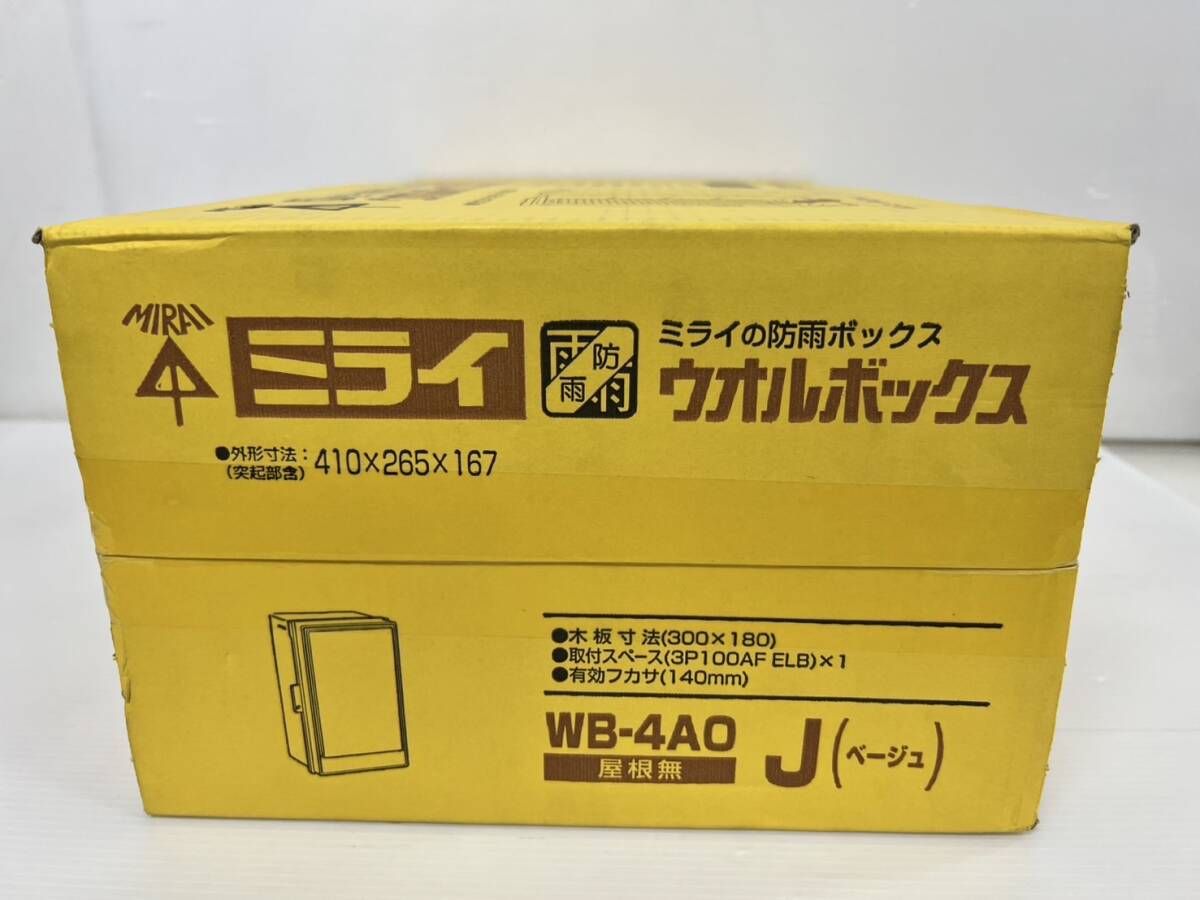 MIRAI
ミライ
防雨
ミライの防雨ボックス
ウオルボックス
●外形寸法：410×265×167
(突起部含)
●木板寸法(300×180)
●取付スペース(3P100AF ELB)×1
●有効フカサ(140mm)
WB-4AO
屋根無
J(ベージュ)